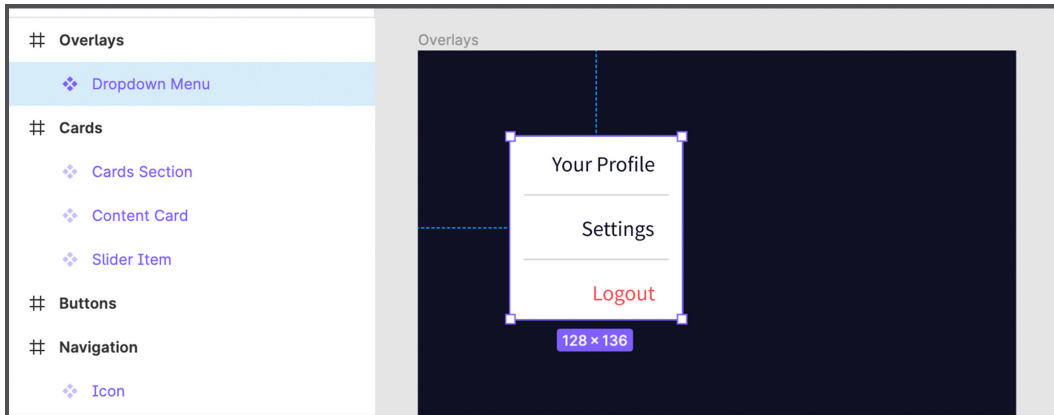 Overlays
Dropdown Menu
Cards
Cards Section
Content Card
Slider Item
Buttons
Navigation
Icon
Overlays
Your Profile
Settings
Logout
128 × 136